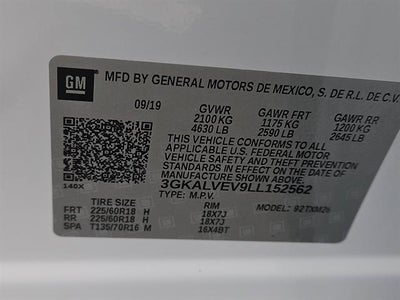 GM
MFD BY GENERAL MOTORS DE MEXICO, S. DE R.L. DE C.V.
09/19 GVWR GAWR FRT GAWR RR
2100 KG 1175 KG 1200 KG
4630 LB 2590 LB 2645 LB
THIS VEHICLE CONFORMS TO ALL
APPLICABLE U.S. FEDERAL MOTOR
VEHICLE SAFETY AND THEFT PREVENTION
STANDARDS IN EFFECT ON THE DATE OF
MANUFACTURE SHOWN ABOVE.
3GKALVEV9LL152562
140X TYPE: M.P.V. MODEL: 92TXM26
TIRE SIZE RIM
FRT 225/60R18 H 18X7J
RR 225/60R18 H 18X7J
SPA T135/70R16 M 16X4BT